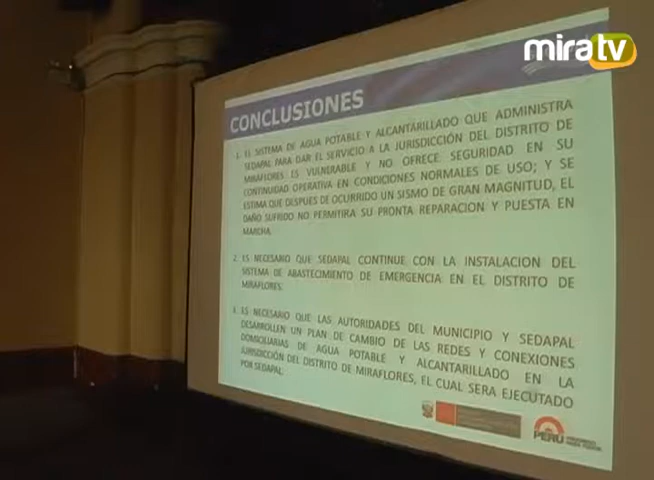 miratv
CONCLUSIONES
1. EL SISTEMA DE AGUA POTABLE Y ALCANTARILLADO QUE ADMINISTRA
SEDAPAL PARA DAR EL SERVICIO A LA JURISDICCIÓN DEL DISTRITO DE
MIRAFLORES ES VULNERABLE Y NO OFRECE SEGURIDAD EN SU
CONTINUIDAD OPERATIVA EN CONDICIONES NORMALES DE USO; Y SE
ESTIMA QUE DESPUES DE OCURRIDO UN SISMO DE GRAN MAGNITUD, EL
DAÑO SUFRIDO NO PERMITIRA SU PRONTA REPARACION Y PUESTA EN
MARCHA.
2. ES NECESARIO QUE SEDAPAL CONTINUE CON LA INSTALACION DEL
SISTEMA DE ABASTECIMIENTO DE EMERGENCIA EN EL DISTRITO DE
MIRAFLORES.
3. ES NECESARIO QUE LAS AUTORIDADES DEL MUNICIPIO Y SEDAPAL
DESARROLLEN UN PLAN DE CAMBIO DE LAS REDES Y CONEXIONES
DOMICILIARIAS DE AGUA POTABLE Y ALCANTARILLADO EN LA
JURISDICCIÓN DEL DISTRITO DE MIRAFLORES, EL CUAL SERA EJECUTADO
POR SEDAPAL.
PERÚ